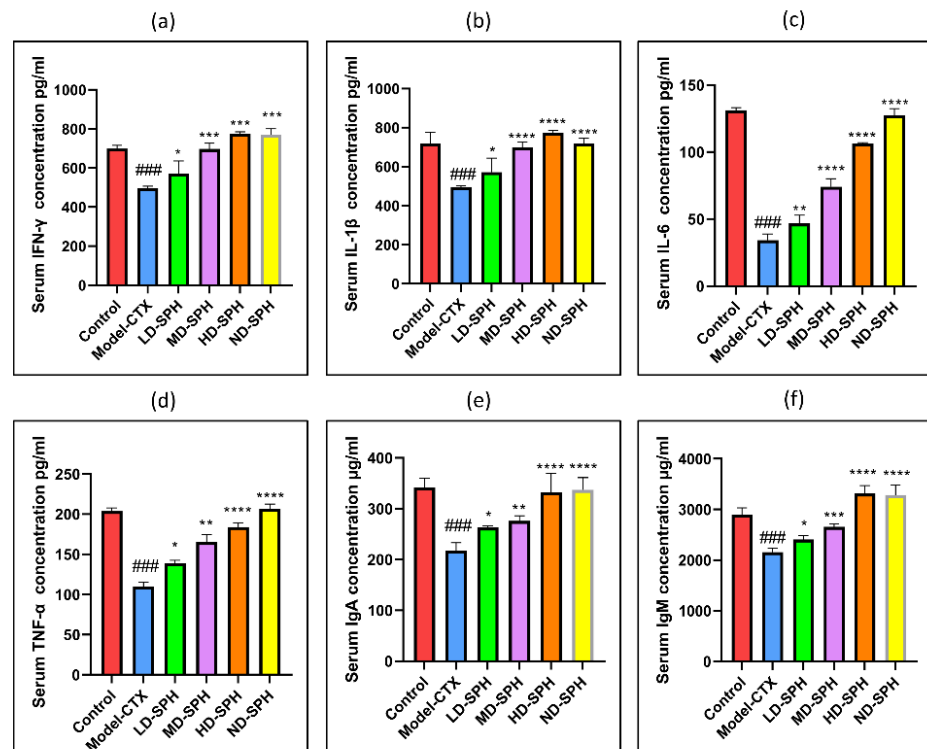 (a)
Serum IFN-γ concentration pg/ml
1000
800
600
400
200
0
###
*
***
***
***
Control
Model-CTX
LD-SPH
MD-SPH
HD-SPH
ND-SPH
(b)
Serum IL-1β concentration pg/ml
1000
800
600
400
200
0
###
*
****
****
****
Control
Model-CTX
LD-SPH
MD-SPH
HD-SPH
ND-SPH
(c)
Serum IL-6 concentration pg/ml
150
100
50
0
###
**
****
****
****
Control
Model-CTX
LD-SPH
MD-SPH
HD-SPH
ND-SPH
(d)
Serum TNF-α concentration pg/ml
250
200
150
100
50
0
###
*
**
****
****
Control
Model-CTX
LD-SPH
MD-SPH
HD-SPH
ND-SPH
(e)
Serum IgA concentration µg/ml
400
300
200
100
0
###
*
**
****
****
Control
Model-CTX
LD-SPH
MD-SPH
HD-SPH
ND-SPH
(f)
Serum IgM concentration µg/ml
4000
3000
2000
1000
0
###
*
***
****
****
Control
Model-CTX
LD-SPH
MD-SPH
HD-SPH
ND-SPH